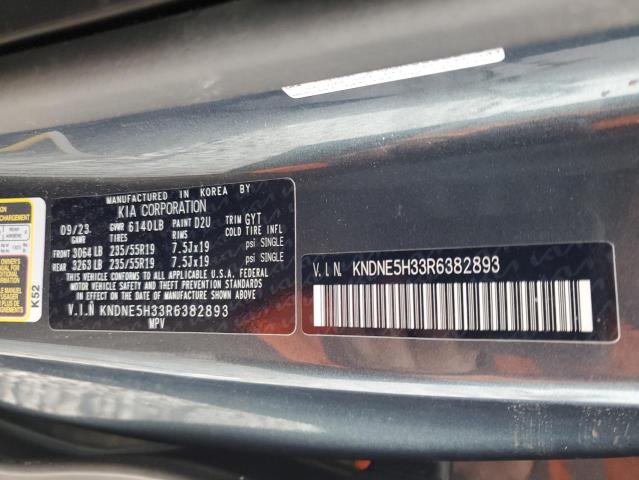 MANUFACTURED IN KOREA BY
KIA CORPORATION
09/23 GVWR 6140LB PAINT D2U TRIM GYT
GAWR TIRES RIMS COLD TIRE INFL
FRONT 3064LB 235/55R19 7.5Jx19 psi SINGLE
REAR 3263LB 235/55R19 7.5Jx19 psi SINGLE
THIS VEHICLE CONFORMS TO ALL APPLICABLE U.S.A. FEDERAL
MOTOR VEHICLE SAFETY AND THEFT PREVENTION STANDARDS
IN EFFECT ON THE DATE OF MANUFACTURE SHOWN ABOVE.
V.I.N KNDNE5H33R6382893
MPV
V.I.N. KNDNE5H33R6382893
K52